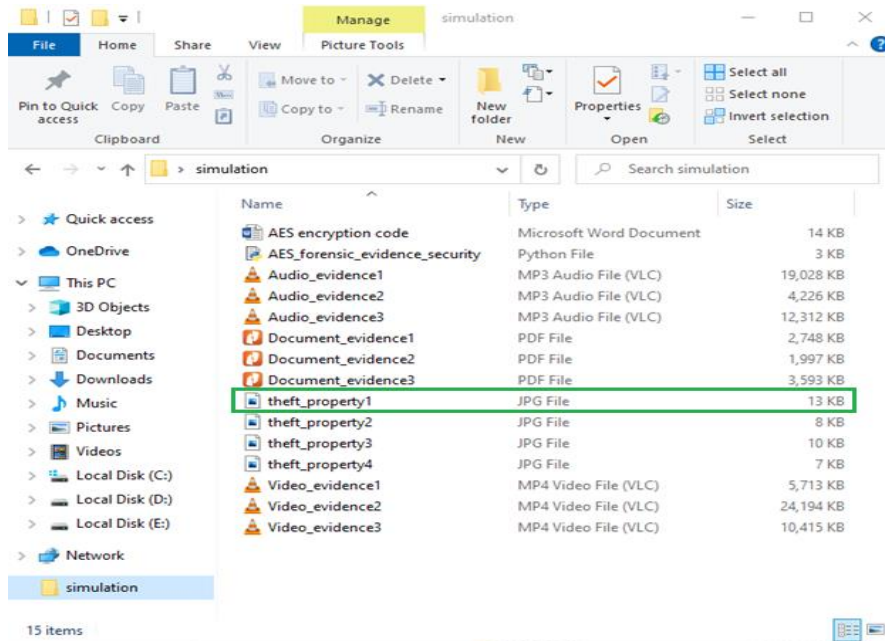 Manage simulation
File Home Share View Picture Tools
Pin to Quick access Copy Paste
Move to Delete
Copy to Rename
New folder
Properties
Select all
Select none
Invert selection
Clipboard Organize New Open Select
simulation Search simulation
Name Type Size
Quick access
OneDrive
This PC
3D Objects
Desktop
Documents
Downloads
Music
Pictures
Videos
Local Disk (C:)
Local Disk (D:)
Local Disk (E:)
Network
simulation
AES encryption code Microsoft Word Document 14 KB
AES_forensic_evidence_security Python File 3 KB
Audio_evidence1 MP3 Audio File (VLC) 19,028 KB
Audio_evidence2 MP3 Audio File (VLC) 4,226 KB
Audio_evidence3 MP3 Audio File (VLC) 12,312 KB
Document_evidence1 PDF File 2,748 KB
Document_evidence2 PDF File 1,997 KB
Document_evidence3 PDF File 3,593 KB
theft_property1 JPG File 13 KB
theft_property2 JPG File 8 KB
theft_property3 JPG File 10 KB
theft_property4 JPG File 7 KB
Video_evidence1 MP4 Video File (VLC) 5,713 KB
Video_evidence2 MP4 Video File (VLC) 24,194 KB
Video_evidence3 MP4 Video File (VLC) 10,415 KB
15 items